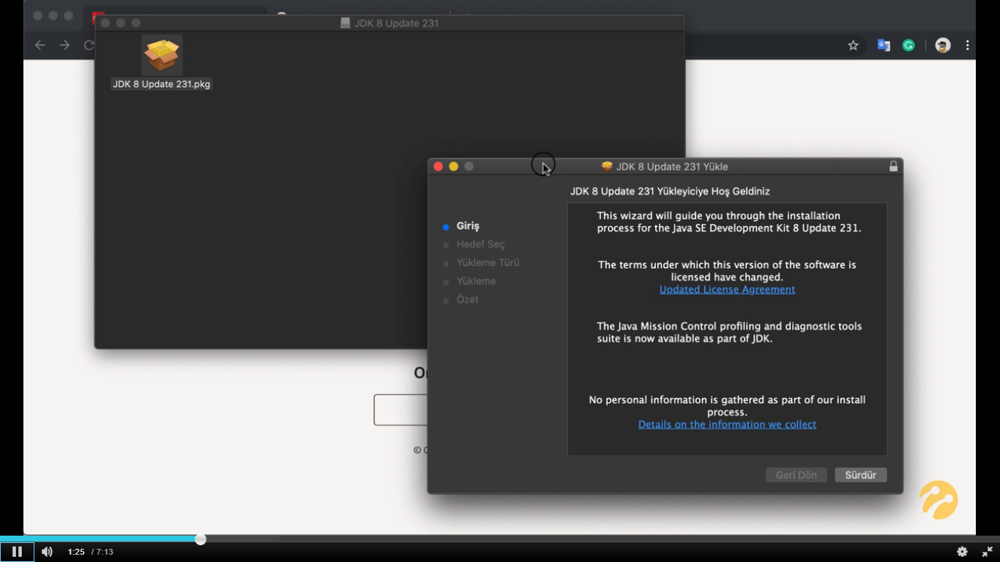 JDK 8 Update 231
JDK 8 Update 231.pkg
JDK 8 Update 231 Yükle
JDK 8 Update 231 Yükleyiciye Hoş Geldiniz
Giriş
Hedef Seç
Yükleme Türü
Yükleme
Özet
This wizard will guide you through the installation
process for the Java SE Development Kit 8 Update 231.
The terms under which this version of the software is
licensed have changed.
Updated License Agreement
The Java Mission Control profiling and diagnostic tools
suite is now available as part of JDK.
No personal information is gathered as part of our install
process.
Details on the information we collect
Geri Dön
Sürdür
1:25 / 7:13